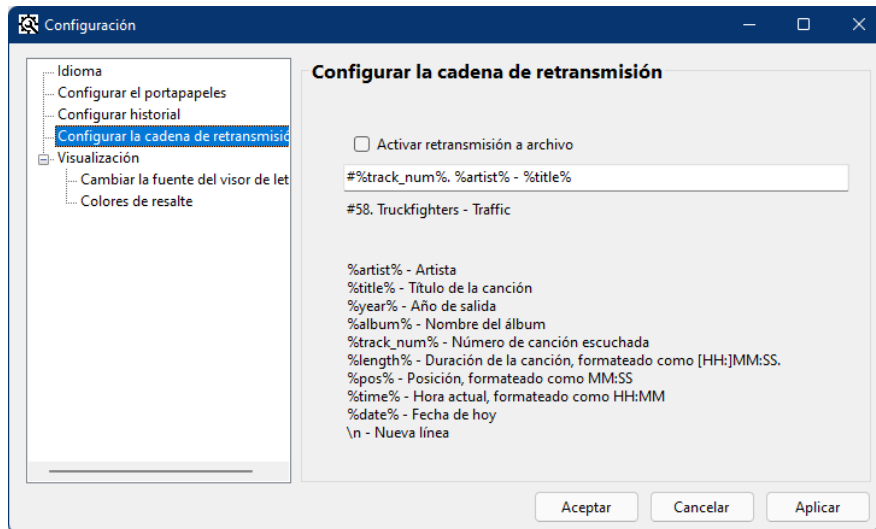 Configuración
Idioma
Configurar el portapapeles
Configurar historial
Configurar la cadena de retransmisió
Visualización
Cambiar la fuente del visor de let
Colores de resalte
Configurar la cadena de retransmisión
Activar retransmisión a archivo
#%track_num%. %artist% - %title%
#58. Truckfighters - Traffic
%artist% - Artista
%title% - Título de la canción
%year% - Año de salida
%album% - Nombre del álbum
%track_num% - Número de canción escuchada
%length% - Duración de la canción, formateado como [HH:]MM:SS.
%pos% - Posición, formateado como MM:SS
%time% - Hora actual, formateado como HH:MM
%date% - Fecha de hoy
\n - Nueva línea
Aceptar Cancelar Aplicar